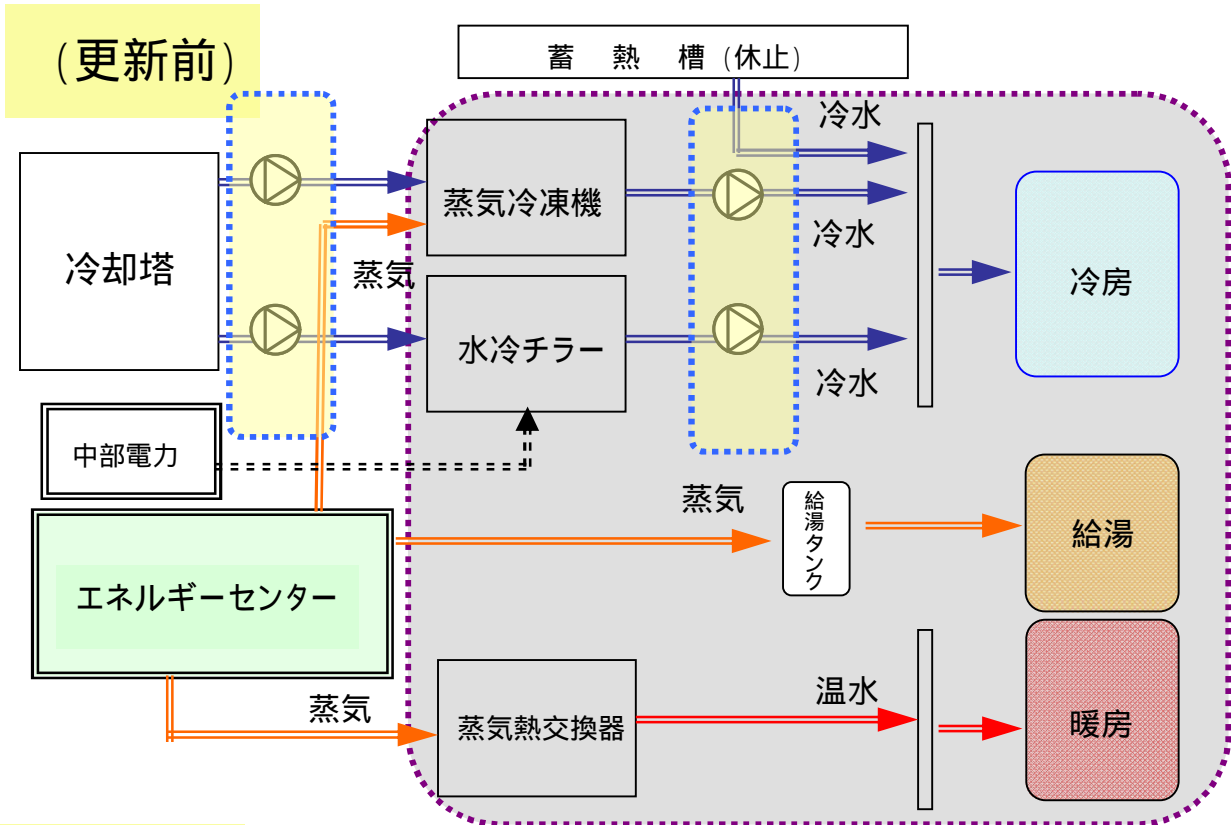 (更新前)
蓄 熱 槽 (休止)
冷水
蒸気冷凍機
冷水
冷却塔
蒸気
冷房
水冷チラー
冷水
中部電力
蒸気
給湯タンク
給湯
エネルギーセンター
蒸気
温水
蒸気熱交換器
暖房